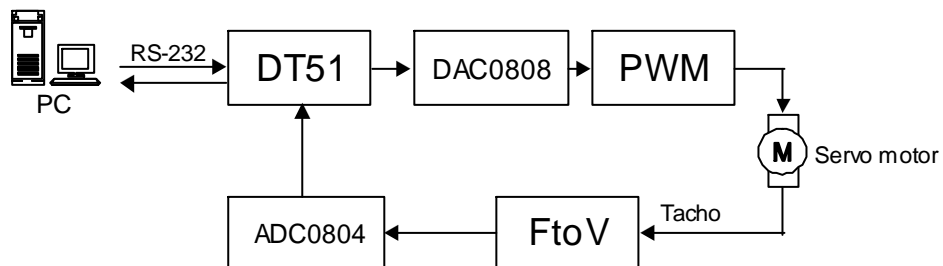 RS-232
DT51
DAC0808
PWM
PC
M
Servo motor
Tacho
ADC0804
FtoV